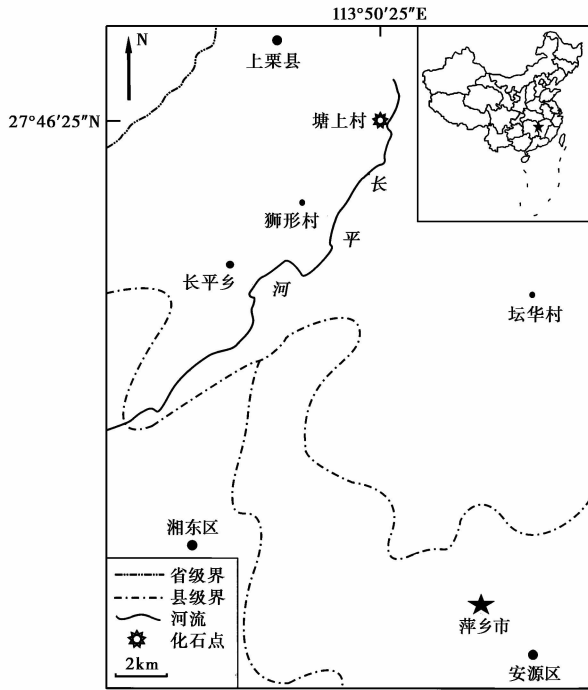 113°50′25″E
N
上栗县
27°46′25″N
塘上村
长
狮形村
平
长平乡
河
坛华村
湘东区
省级界
县级界
河流
化石点
2km
萍乡市
安源区